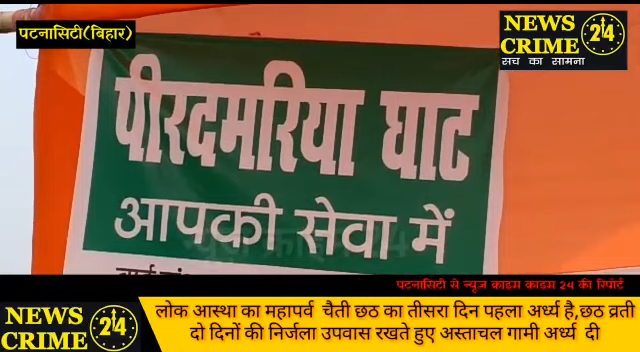 पटनासिटी(बिहार)
NEWS
CRIME 24
सच का सामना
पीरदमरिया घाट
आपकी सेवा में
पटनासिटी से न्यूज क्राइम काइम 24 की रिपोर्ट
NEWS
CRIME 24
लोक आस्था का महापर्व चैती छठ का तीसरा दिन पहला अर्ध्य है,छठ व्रती
दो दिनों की निर्जला उपवास रखते हुए अस्ताचल गामी अर्ध्य दी